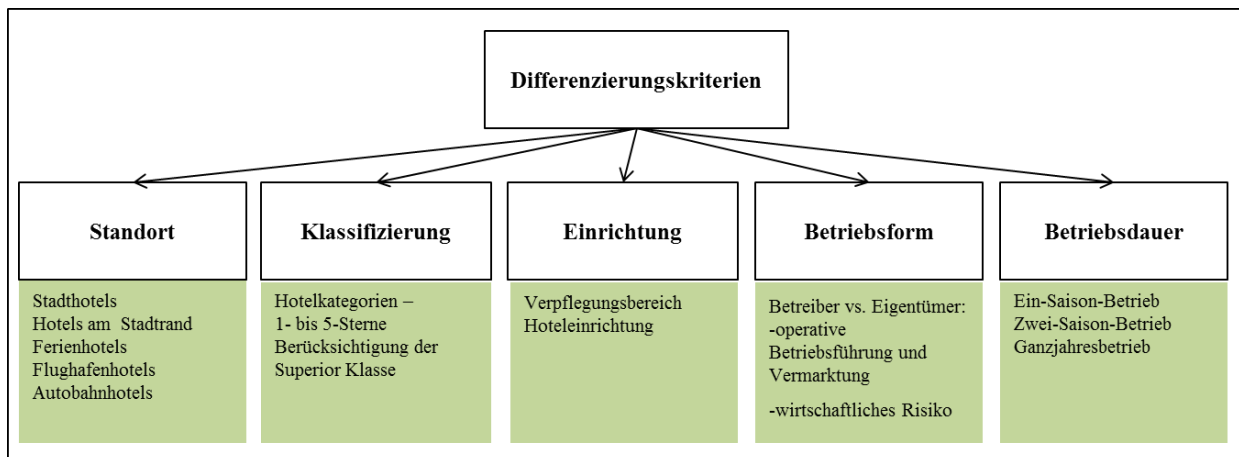 Differenzierungskriterien
Standort
Stadthotels
Hotels am Stadtrand
Ferienhotels
Flughafenhotels
Autobahnhotels
Klassifizierung
Hotelkategorien –
1- bis 5-Sterne
Berücksichtigung der
Superior Klasse
Einrichtung
Verpflegungsbereich
Hoteleinrichtung
Betriebsform
Betreiber vs. Eigentümer:
-operative
Betriebsführung und
Vermarktung
-wirtschaftliches Risiko
Betriebsdauer
Ein-Saison-Betrieb
Zwei-Saison-Betrieb
Ganzjahresbetrieb